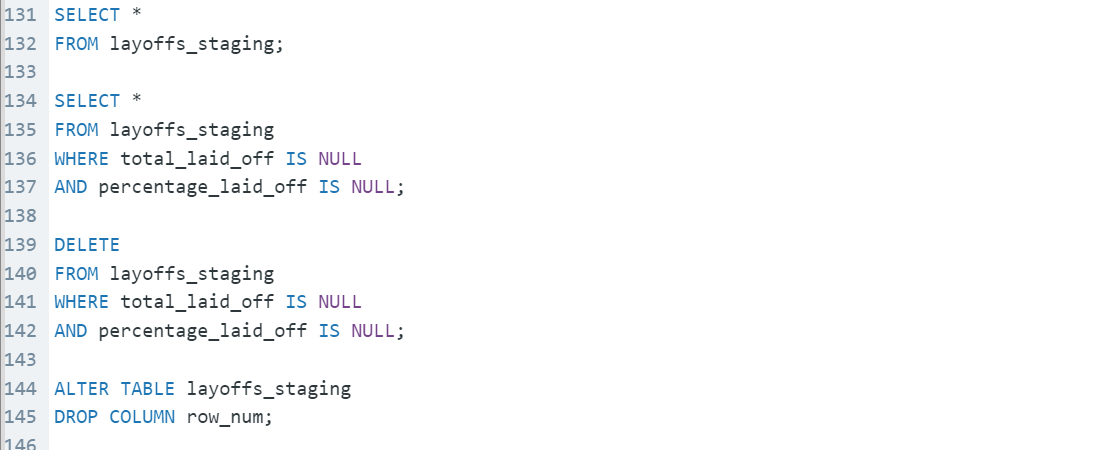 131 SELECT *
132 FROM layoffs_staging;
133
134 SELECT *
135 FROM layoffs_staging
136 WHERE total_laid_off IS NULL
137 AND percentage_laid_off IS NULL;
138
139 DELETE
140 FROM layoffs_staging
141 WHERE total_laid_off IS NULL
142 AND percentage_laid_off IS NULL;
143
144 ALTER TABLE layoffs_staging
145 DROP COLUMN row_num;
146